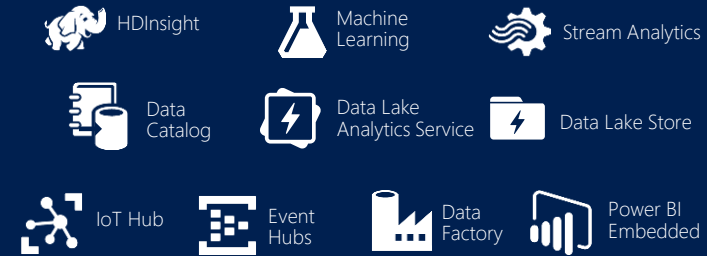 HDInsight
Machine
Learning
Stream Analytics
Data
Catalog
Data Lake
Analytics Service
Data Lake Store
IoT Hub
Event
Hubs
Data
Factory
Power BI
Embedded